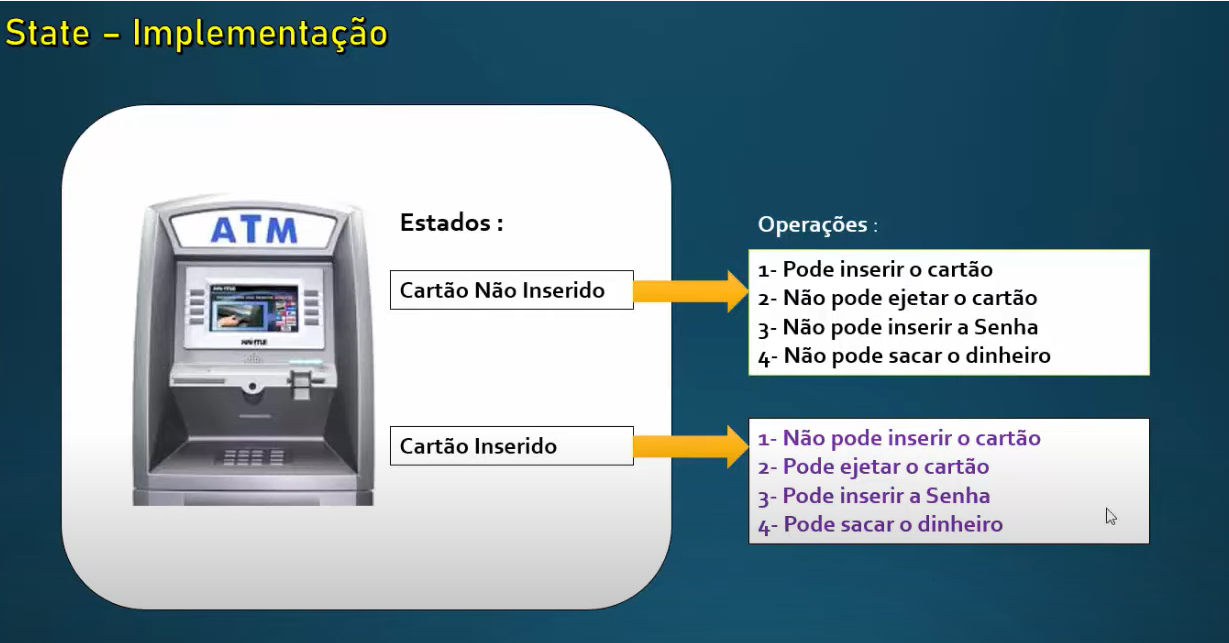 State – Implementação
ATM
Estados :
Cartão Não Inserido
Cartão Inserido
Operações :
1- Pode inserir o cartão
2- Não pode ejetar o cartão
3- Não pode inserir a Senha
4- Não pode sacar o dinheiro
1- Não pode inserir o cartão
2- Pode ejetar o cartão
3- Pode inserir a Senha
4- Pode sacar o dinheiro